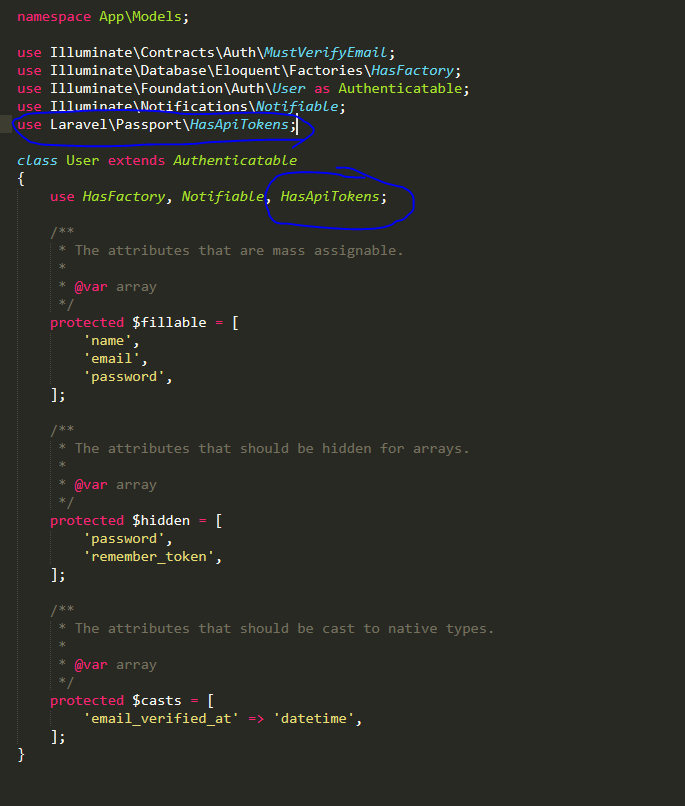 namespace App\Models;
use Illuminate\Contracts\Auth\MustVerifyEmail;
use Illuminate\Database\Eloquent\Factories\HasFactory;
use Illuminate\Foundation\Auth\User as Authenticatable;
use Illuminate\Notifications\Notifiable;
use Laravel\Passport\HasApiTokens;
class User extends Authenticatable
{
    use HasFactory, Notifiable, HasApiTokens;
    /**
     * The attributes that are mass assignable.
     *
     * @var array
     */
    protected $fillable = [
        'name',
        'email',
        'password',
    ];
    /**
     * The attributes that should be hidden for arrays.
     *
     * @var array
     */
    protected $hidden = [
        'password',
        'remember_token',
    ];
    /**
     * The attributes that should be cast to native types.
     *
     * @var array
     */
    protected $casts = [
        'email_verified_at' => 'datetime',
    ];
}